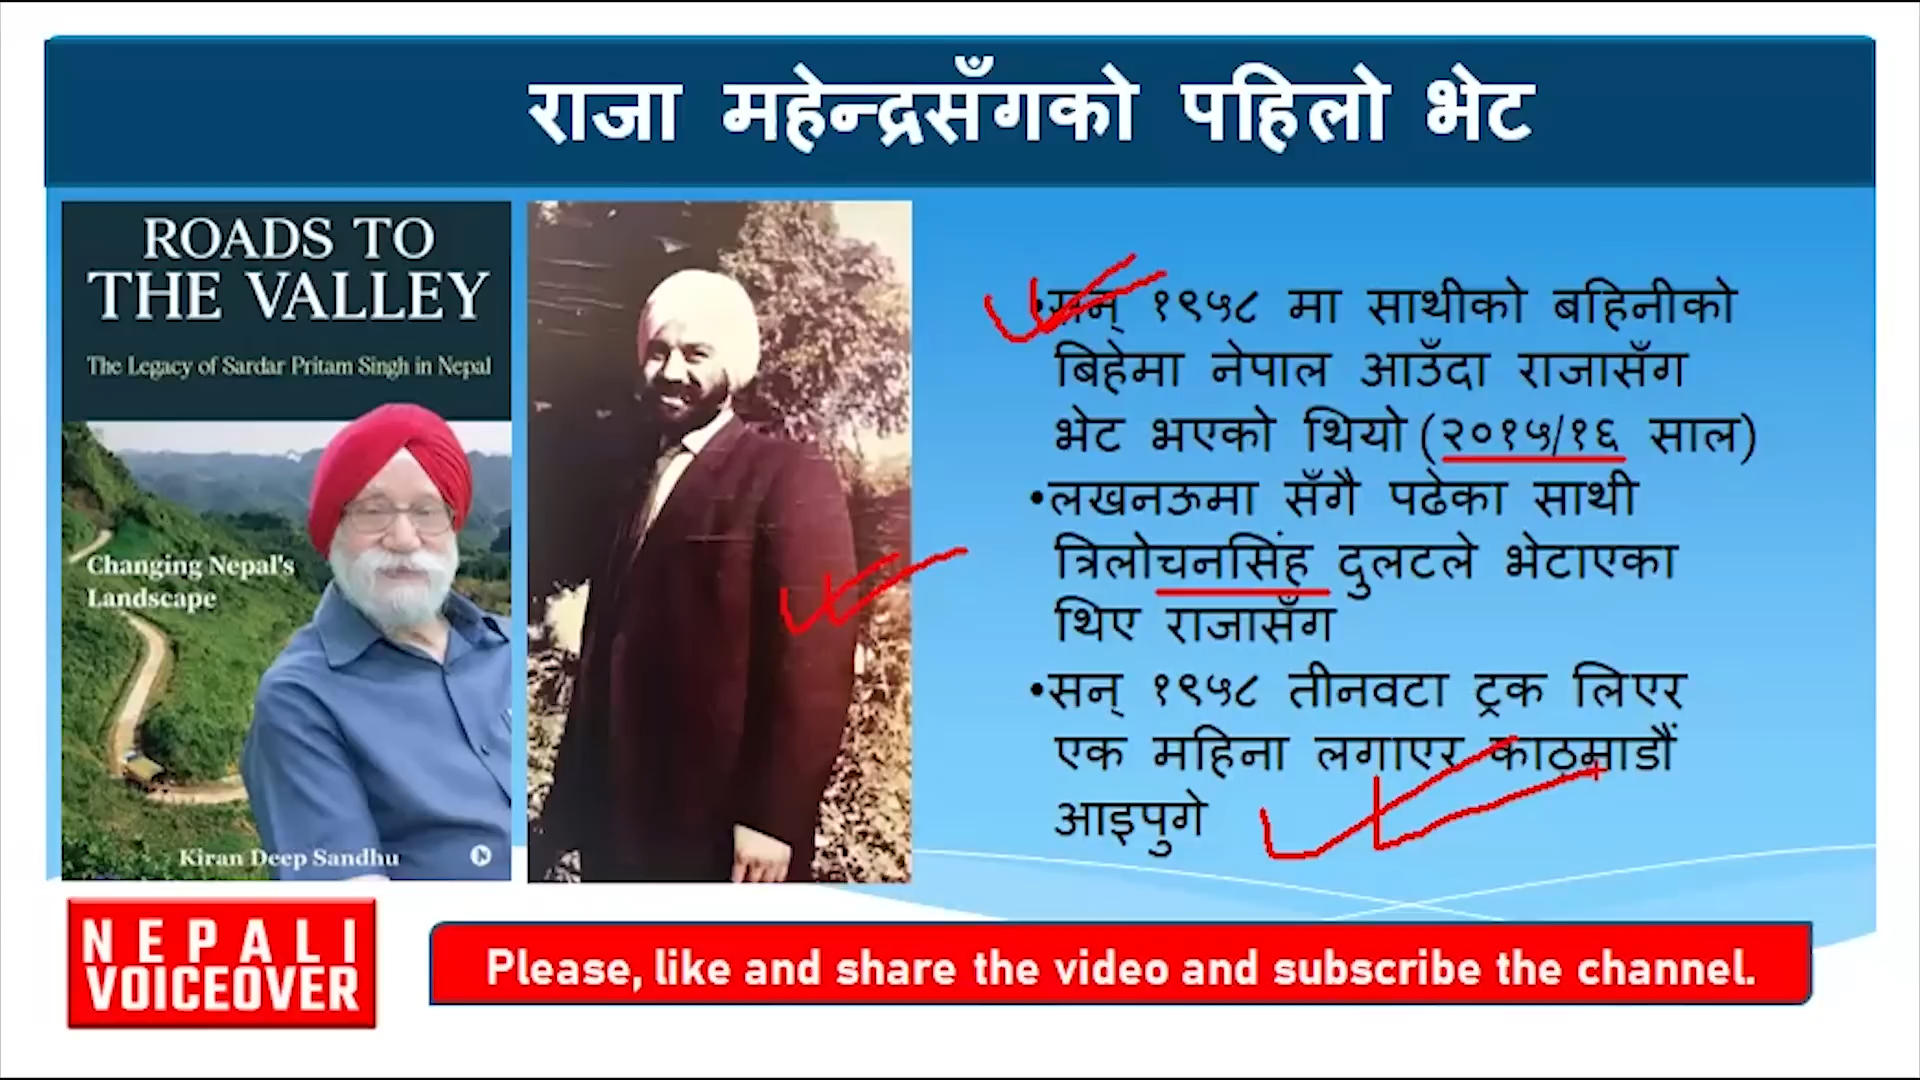 राजा महेन्द्रसँगको पहिलो भेट
ROADS TO
THE VALLEY
The Legacy of Sardar Pritam Singh in Nepal
Changing Nepal's
Landscape
Kiran Deep Sandhu
•सन् १९५८ मा साथीको बहिनीको
बिहेमा नेपाल आउँदा राजासँग
भेट भएको थियो (२०१५/१६ साल)
•लखनऊमा सँगै पढेका साथी
त्रिलोचनसिंह दुलटले भेटाएका
थिए राजासँग
•सन् १९५८ तीनवटा ट्रक लिएर
एक महिना लगाएर काठमाडौं
आइपुगे
NEPALI
VOICEOVER
Please, like and share the video and subscribe the channel.